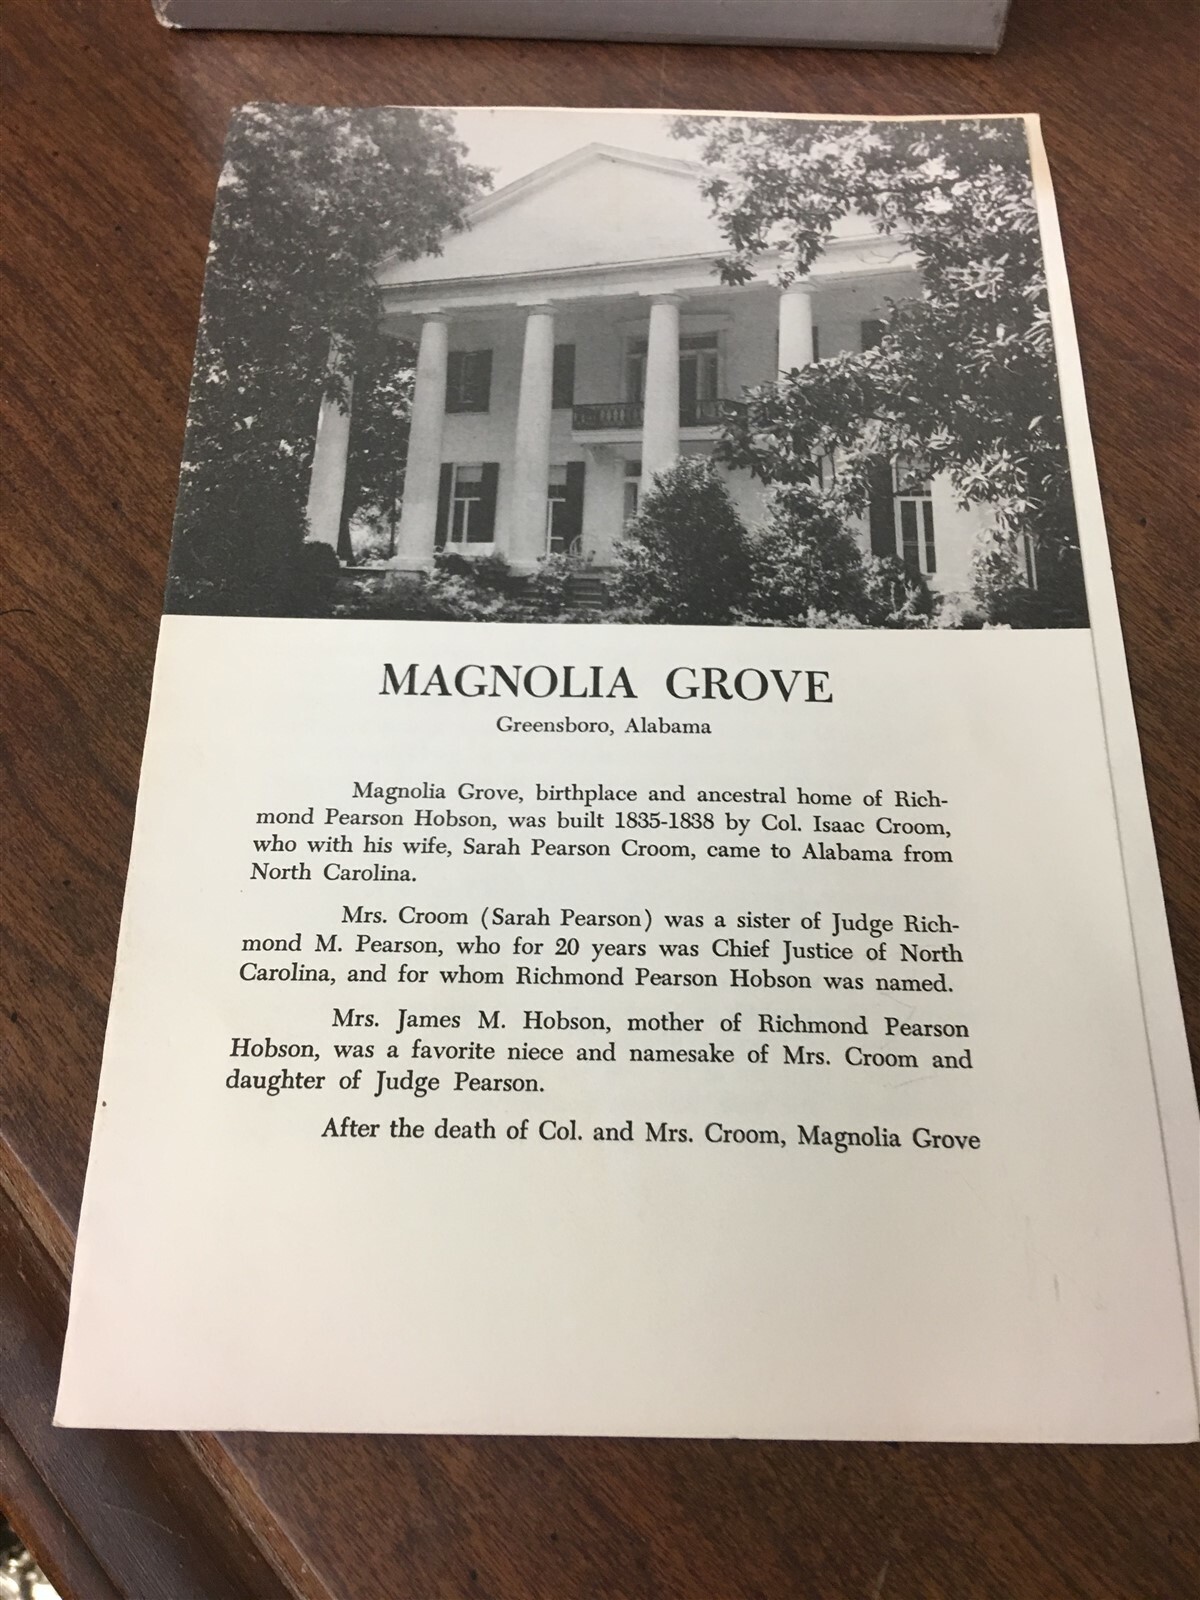 MAGNOLIA GROVE
Greensboro, Alabama
Magnolia Grove, birthplace and ancestral home of Rich-
mond Pearson Hobson, was built 1835-1838 by Col. Isaac Croom,
who with his wife, Sarah Pearson Croom, came to Alabama from
North Carolina.
Mrs. Croom (Sarah Pearson) was a sister of Judge Rich-
mond M. Pearson, who for 20 years was Chief Justice of North
Carolina, and for whom Richmond Pearson Hobson was named.
Mrs. James M. Hobson, mother of Richmond Pearson
Hobson, was a favorite niece and namesake of Mrs. Croom and
daughter of Judge Pearson.
After the death of Col. and Mrs. Croom, Magnolia Grove